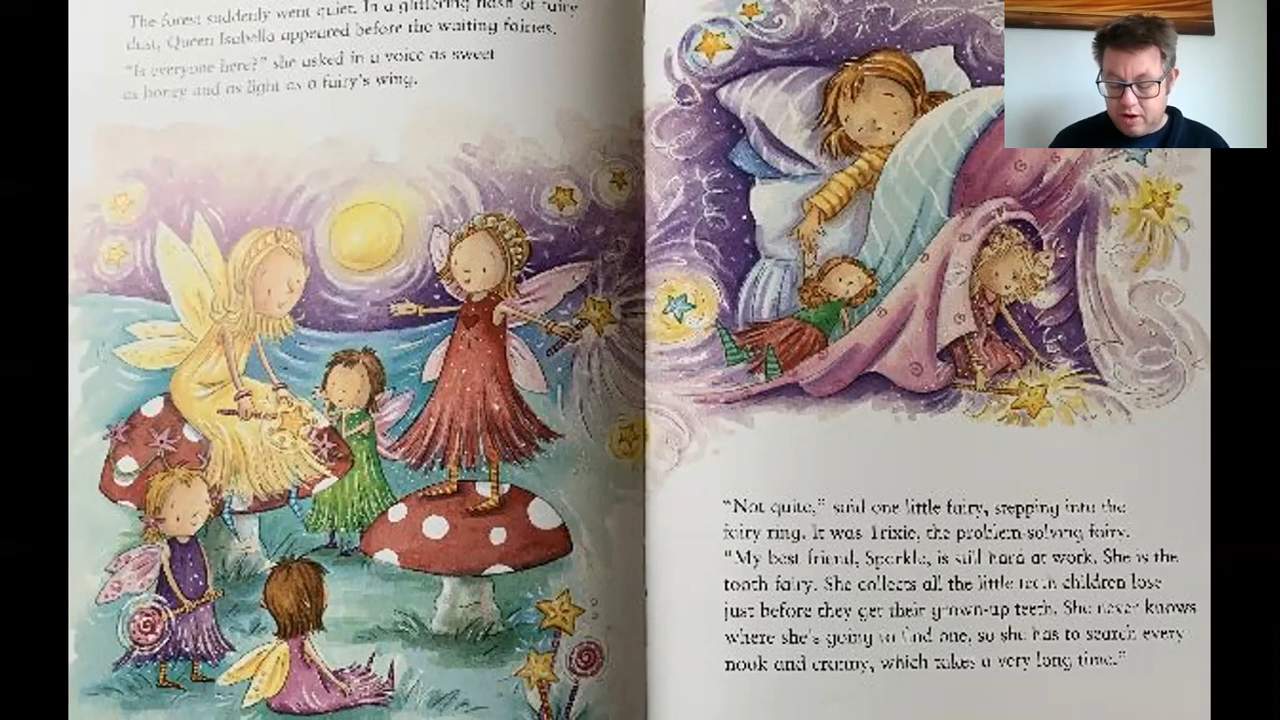 The forest suddenly went quiet. In a glittering flash of fairy
dust, Queen Isabella appeared before the waiting fairies.
"Is everyone here?" she asked in a voice as sweet
as honey and as light as a fairy's wing.
"Not quite," said one little fairy, stepping into the
fairy ring. It was Trixie, the problem-solving fairy.
"My best friend, Sparkle, is still hard at work. She is the
tooth fairy. She collects all the little teeth children lose
just before they get their grown-up teeth. She never knows
where she's going to find one, so she has to search every
nook and cranny, which takes a very long time."